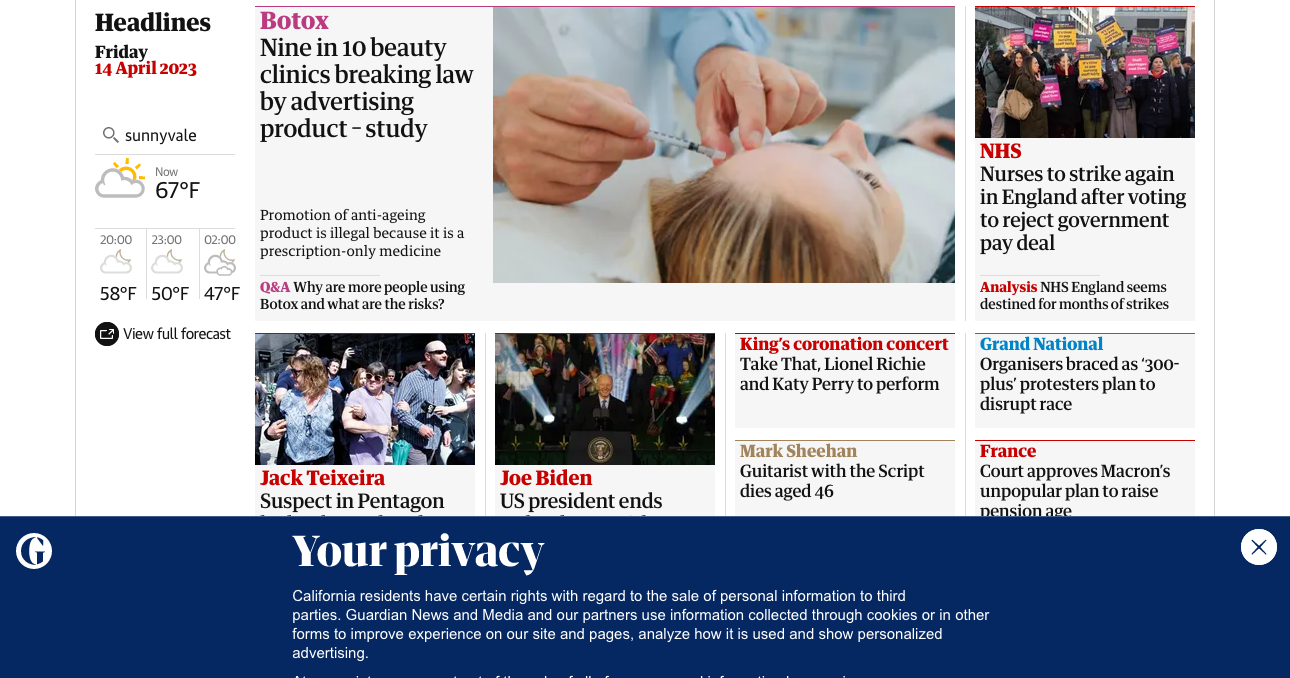 Headlines
Friday
14 April 2023
sunnyvale
Now
67°F
20:00
23:00
02:00
58°F
50°F
47°F
View full forecast
Botox
Nine in 10 beauty
clinics breaking law
by advertising
product – study
Promotion of anti-ageing
product is illegal because it is a
prescription-only medicine
Q&A Why are more people using
Botox and what are the risks?
NHS
Nurses to strike again
in England after voting
to reject government
pay deal
Analysis NHS England seems
destined for months of strikes
Jack Teixeira
Suspect in Pentagon
Joe Biden
US president ends
King's coronation concert
Take That, Lionel Richie
and Katy Perry to perform
Mark Sheehan
Guitarist with the Script
dies aged 46
Grand National
Organisers braced as ‘300-
plus’ protesters plan to
disrupt race
France
Court approves Macron’s
unpopular plan to raise
pension age
Your privacy
California residents have certain rights with regard to the sale of personal information to third
parties. Guardian News and Media and our partners use information collected through cookies or in other
forms to improve experience on our site and pages, analyze how it is used and show personalized
advertising.